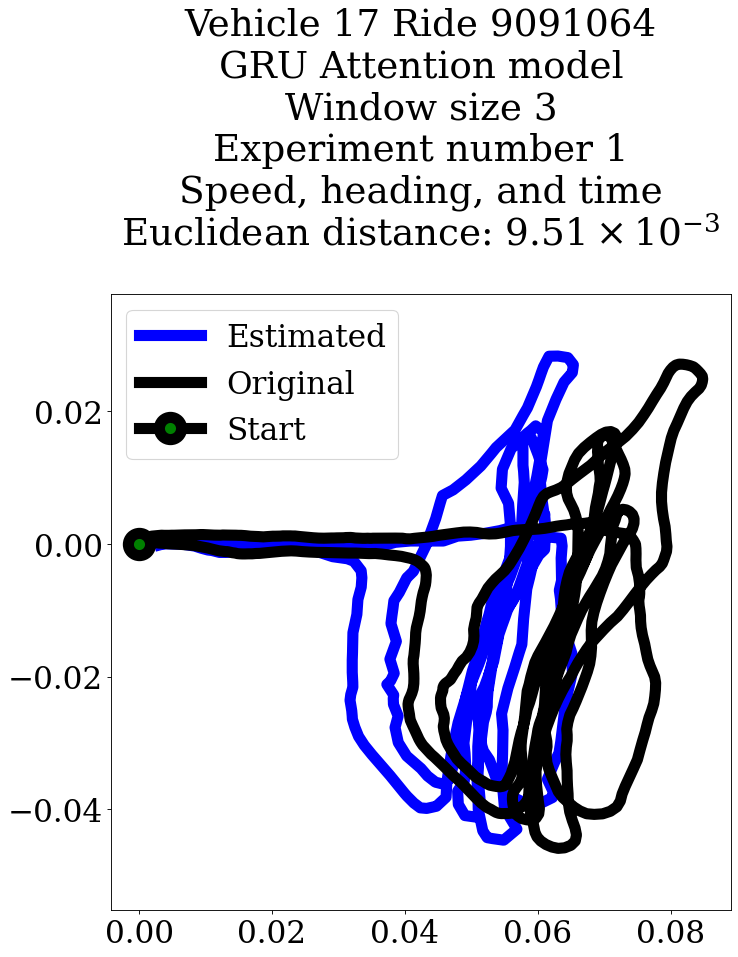 Vehicle 17 Ride 9091064
GRU Attention model
Window size 3
Experiment number 1
Speed, heading, and time
Euclidean distance: 9.51 × 10⁻³
Estimated
Original
Start
0.02
0.00
−0.02
−0.04
0.00 0.02 0.04 0.06 0.08